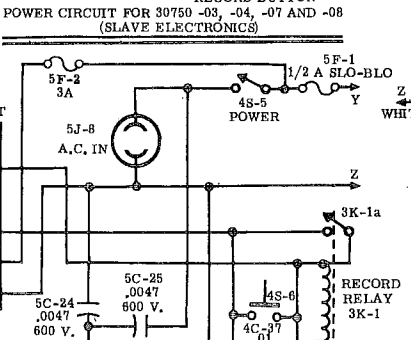 RECORD BUTTON
POWER CIRCUIT FOR 30750 -03, -04, -07 AND -08
(SLAVE ELECTRONICS)
5F-2
3A
5F-1
1/2 A SLO-BLO
Y
Z
4S-5
POWER
5J-8
A.C. IN
Z
3K-1a
5C-25
.0047
600 V.
5C-24
.0047
600 V.
4S-6
4C-37
RECORD
RELAY
3K-1